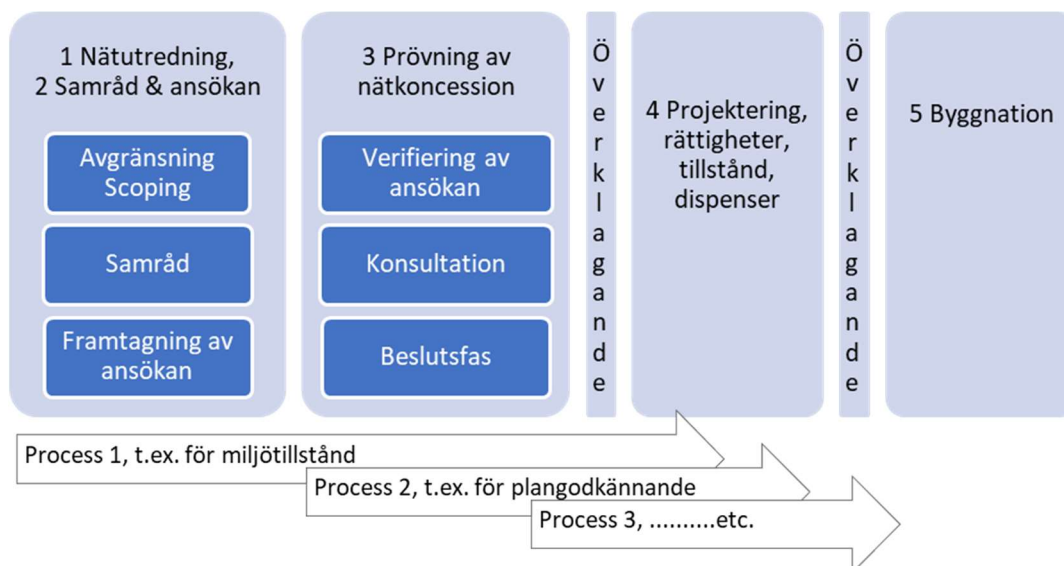 1 Nätutredning,
2 Samråd & ansökan
Avgränsning
Scoping
Samråd
Framtagning av
ansökan
3 Prövning av
nätkoncession
Verifiering av
ansökan
Konsultation
Beslutsfas
Överklagande
4 Projektering,
rättigheter,
tillstånd,
dispenser
Överklagande
5 Byggnation
Process 1, t.ex. för miljötillstånd
Process 2, t.ex. för plangodkännande
Process 3, ..........etc.